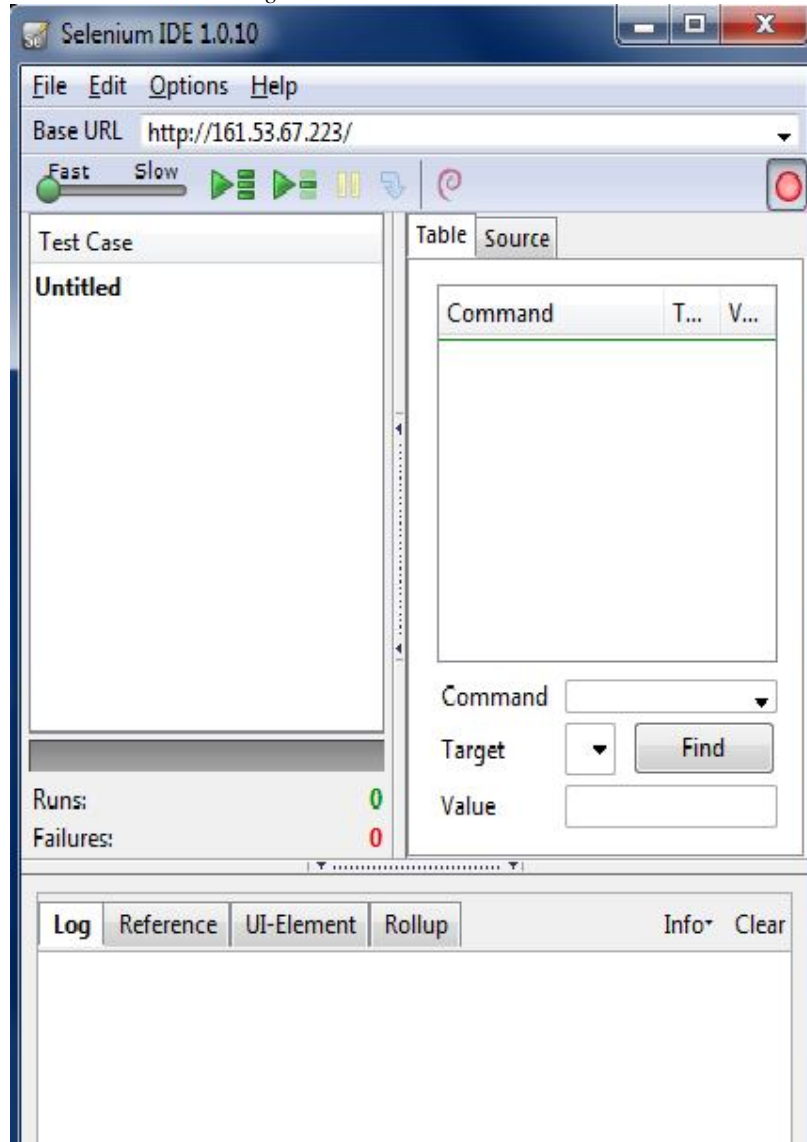 Selenium IDE 1.0.10
File Edit Options Help
Base URL http://161.53.67.223/
Fast Slow
Test Case
Untitled
Runs: 0
Failures: 0
Table Source
Command T... V...
Command
Target Find
Value
Log Reference UI-Element Rollup Info Clear